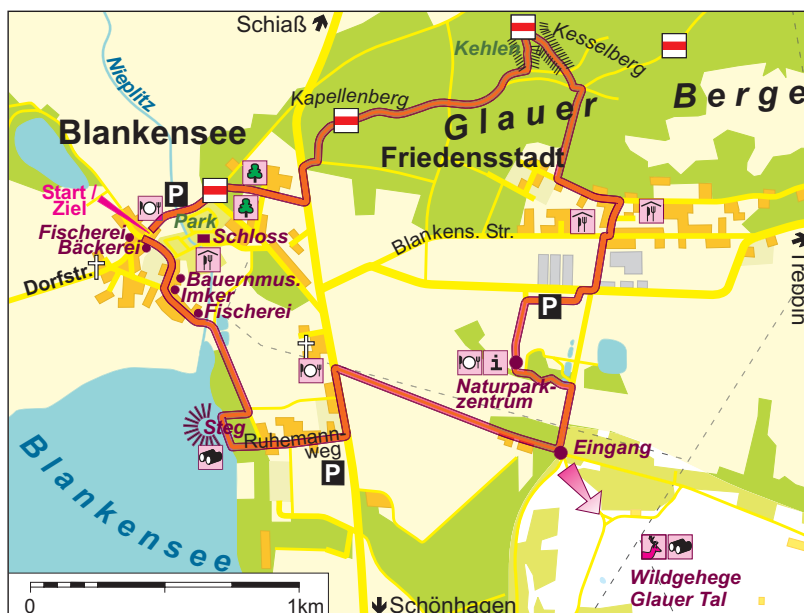 Schiaß
Kehlen
Kesselberg
Nieplitz
Kapellenberg
Glauer Berge
Blankensee
Friedensstadt
P
Start /
Ziel
Park
Fischerei
Schloss
Blankens. Str.
Bäckerei
Trebbin
Dorfstr.
Bauernmus.
Imker
P
Fischerei
i
Naturpark-
zentrum
Steg
Ruhemann-
weg
Eingang
P
Blankensee
Wildgehege
Glauer Tal
0 1km
Schönhagen